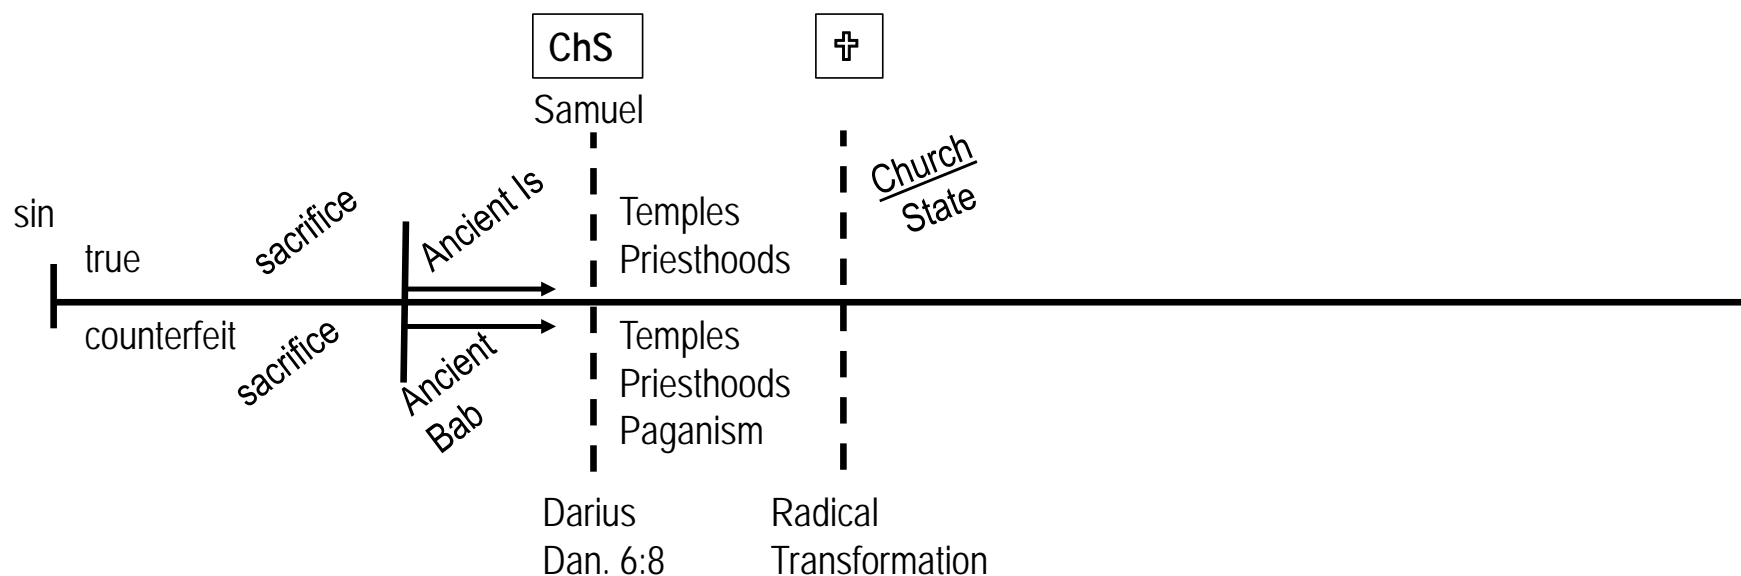 ChS
✞
Samuel
sin
true
sacrifice
Ancient Is
Temples
Priesthoods
Church
State
counterfeit
sacrifice
Ancient
Bab
Temples
Priesthoods
Paganism
Darius
Dan. 6:8
Radical
Transformation